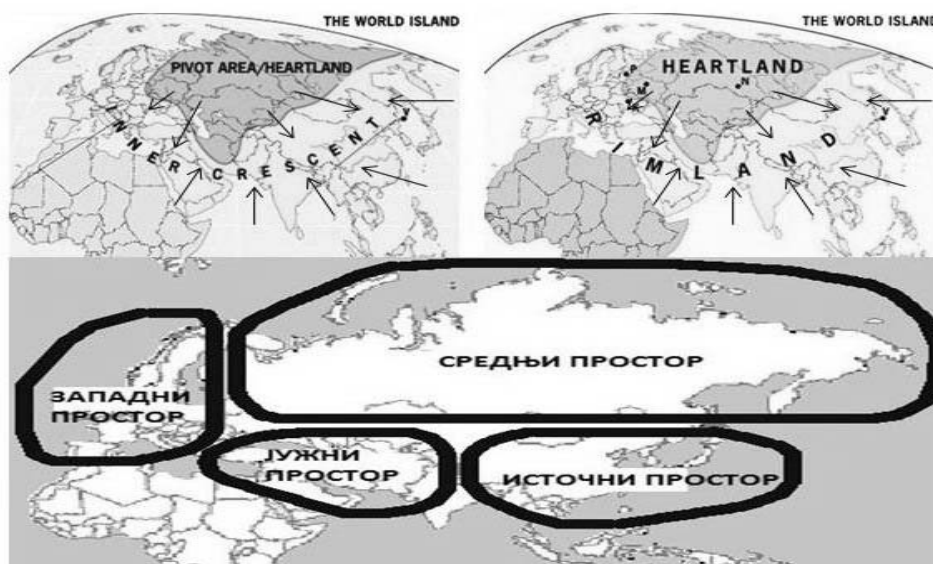 THE WORLD ISLAND
PIVOT AREA/HEARTLAND
INNER CRESCENT
THE WORLD ISLAND
HEARTLAND
P
M
N
V
RIMLAND
СРЕДЊИ ПРОСТОР
ЗАПАДНИ
ПРОСТОР
ЈУЖНИ
ПРОСТОР
ИСТОЧНИ ПРОСТОР